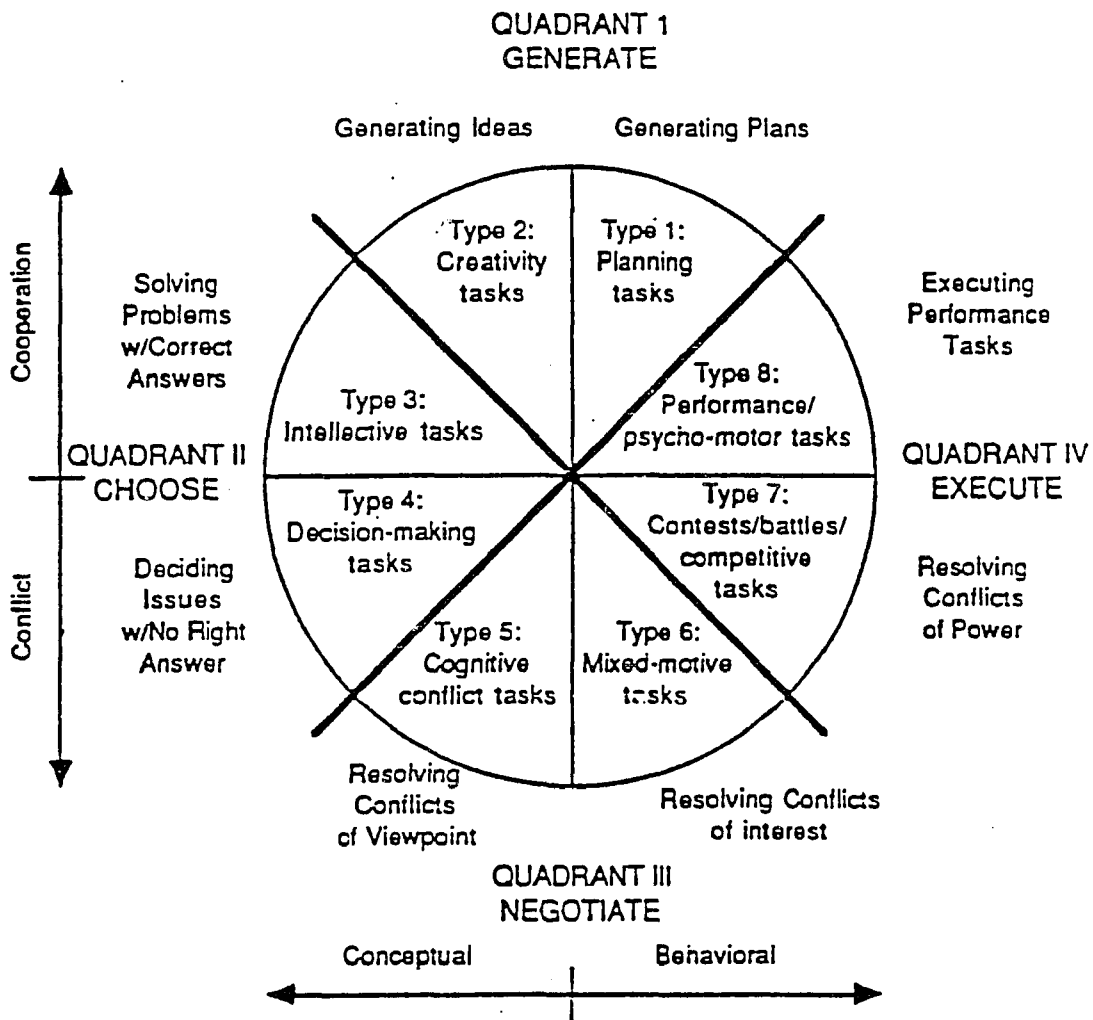 QUADRANT 1
GENERATE
Generating Ideas
Generating Plans
Cooperation
Conflict
Type 2:
Creativity
tasks
Type 1:
Planning
tasks
Solving
Problems
w/Correct
Answers
Executing
Performance
Tasks
Type 3:
Intellective tasks
Type 8:
Performance/
psycho-motor tasks
QUADRANT II
CHOOSE
QUADRANT IV
EXECUTE
Type 4:
Decision-making
tasks
Type 7:
Contests/battles/
competitive
tasks
Deciding
Issues
w/No Right
Answer
Resolving
Conflicts
of Power
Type 5:
Cognitive
conflict tasks
Type 6:
Mixed-motive
tasks
Resolving
Conflicts
of Viewpoint
Resolving Conflicts
of interest
QUADRANT III
NEGOTIATE
Conceptual
Behavioral